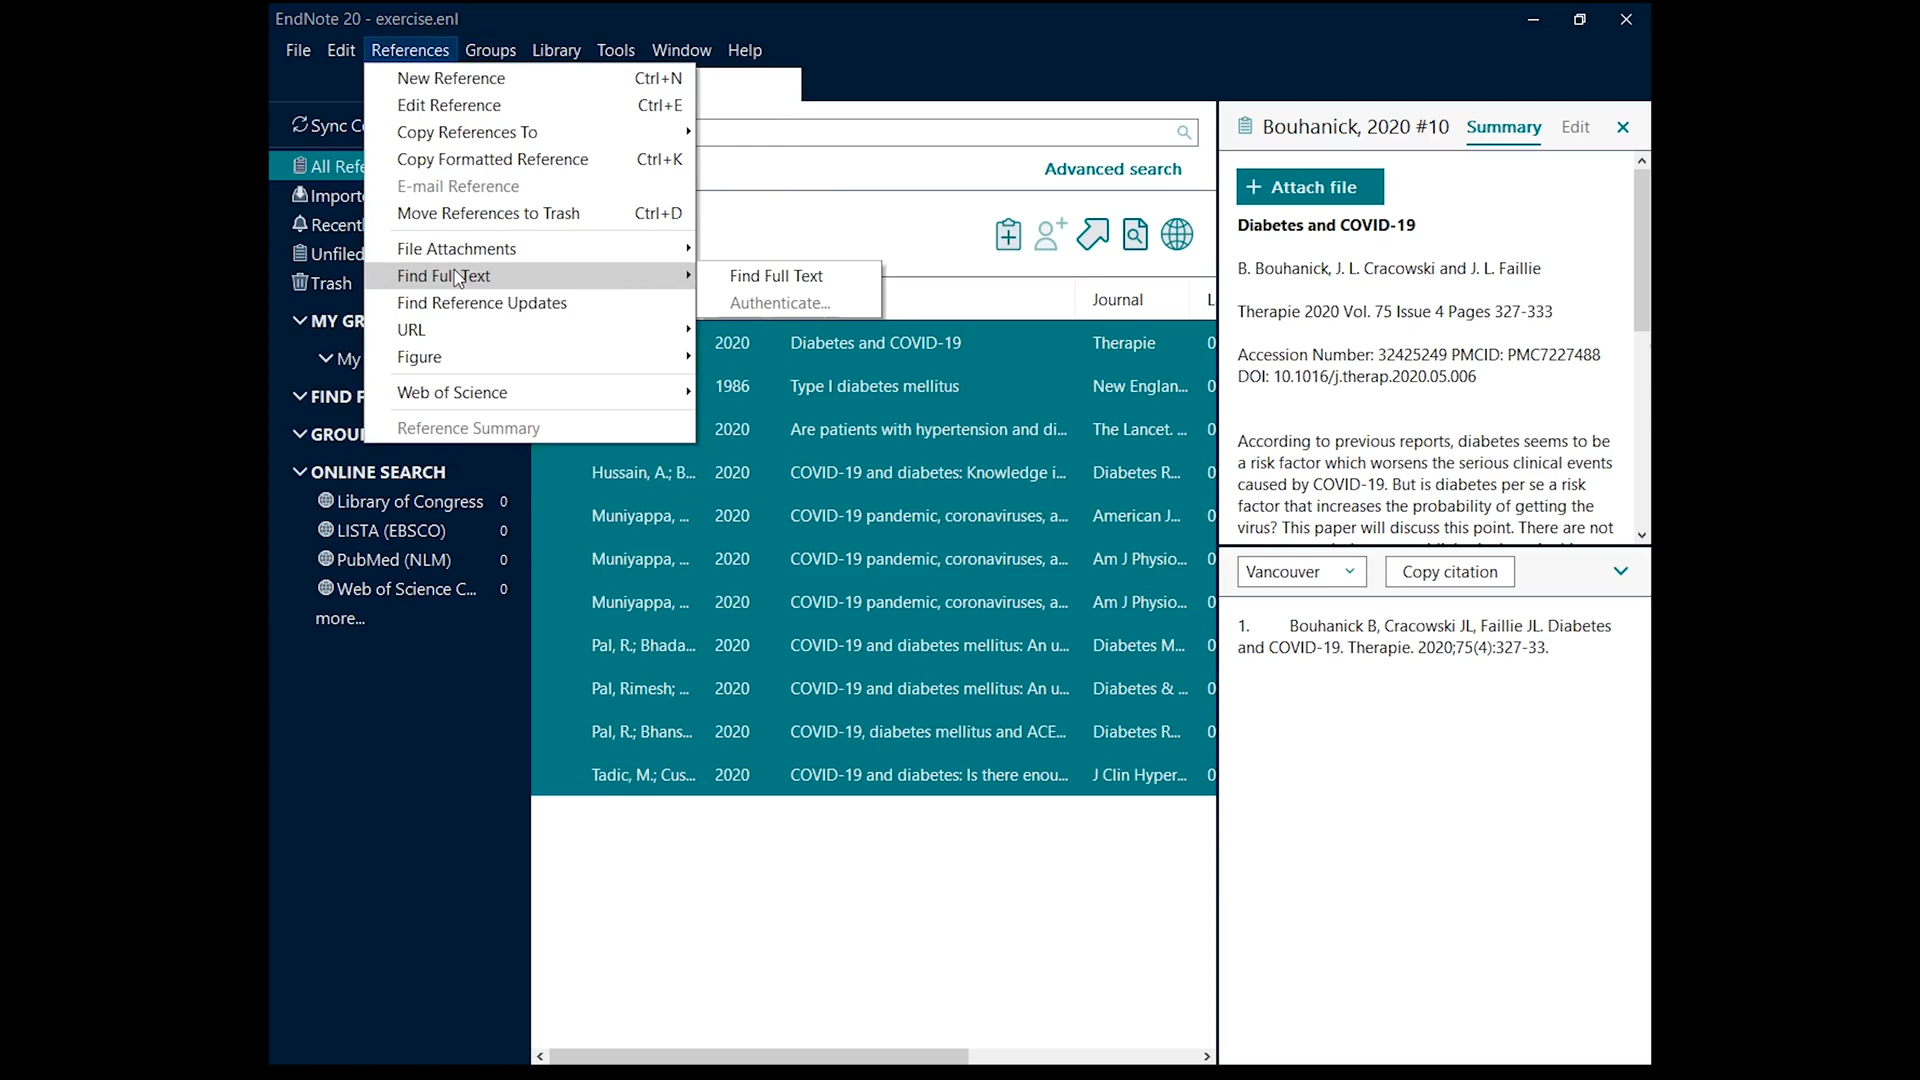 EndNote 20 - exercise.enl
File Edit References Groups Library Tools Window Help
New Reference Ctrl+N
Edit Reference Ctrl+E
Copy References To
Copy Formatted Reference Ctrl+K
E-mail Reference
Move References to Trash Ctrl+D
File Attachments
Find Full Text
Find Reference Updates
URL
Figure
Web of Science
Reference Summary
Find Full Text
Authenticate...
Sync
All
Trash
MY
My
FIND
ONLINE SEARCH
Library of Congress 0
LISTA (EBSCO) 0
PubMed (NLM) 0
Web of Science C... 0
more...
Advanced search
Journal
2020 Diabetes and COVID-19 Therapie 0
1986 Type I diabetes mellitus New Englan... 0
2020 Are patients with hypertension and di... The Lancet. ... 0
Hussain, A.; B... 2020 COVID-19 and diabetes: Knowledge i... Diabetes R... 0
Muniyappa, ... 2020 COVID-19 pandemic, coronaviruses, a... American J... 0
Muniyappa, ... 2020 COVID-19 pandemic, coronaviruses, a... Am J Physio... 0
Muniyappa, ... 2020 COVID-19 pandemic, coronaviruses, a... Am J Physio... 0
Pal, R.; Bhada... 2020 COVID-19 and diabetes mellitus: An u... Diabetes M... 0
Pal, Rimesh; ... 2020 COVID-19 and diabetes mellitus: An u... Diabetes & ... 0
Pal, R.; Bhans... 2020 COVID-19, diabetes mellitus and ACE... Diabetes R... 0
Tadic, M.; Cus... 2020 COVID-19 and diabetes: Is there enou... J Clin Hyper... 0
Bouhanick, 2020 #10 Summary Edit
+ Attach file
Diabetes and COVID-19
B. Bouhanick, J. L. Cracowski and J. L. Faillie
Therapie 2020 Vol. 75 Issue 4 Pages 327-333
Accession Number: 32425249 PMCID: PMC7227488
DOI: 10.1016/j.therap.2020.05.006
According to previous reports, diabetes seems to be
a risk factor which worsens the serious clinical events
caused by COVID-19. But is diabetes per se a risk
factor that increases the probability of getting the
virus? This paper will discuss this point. There are not
Vancouver Copy citation
1. Bouhanick B, Cracowski JL, Faillie JL. Diabetes
and COVID-19. Therapie. 2020;75(4):327-33.